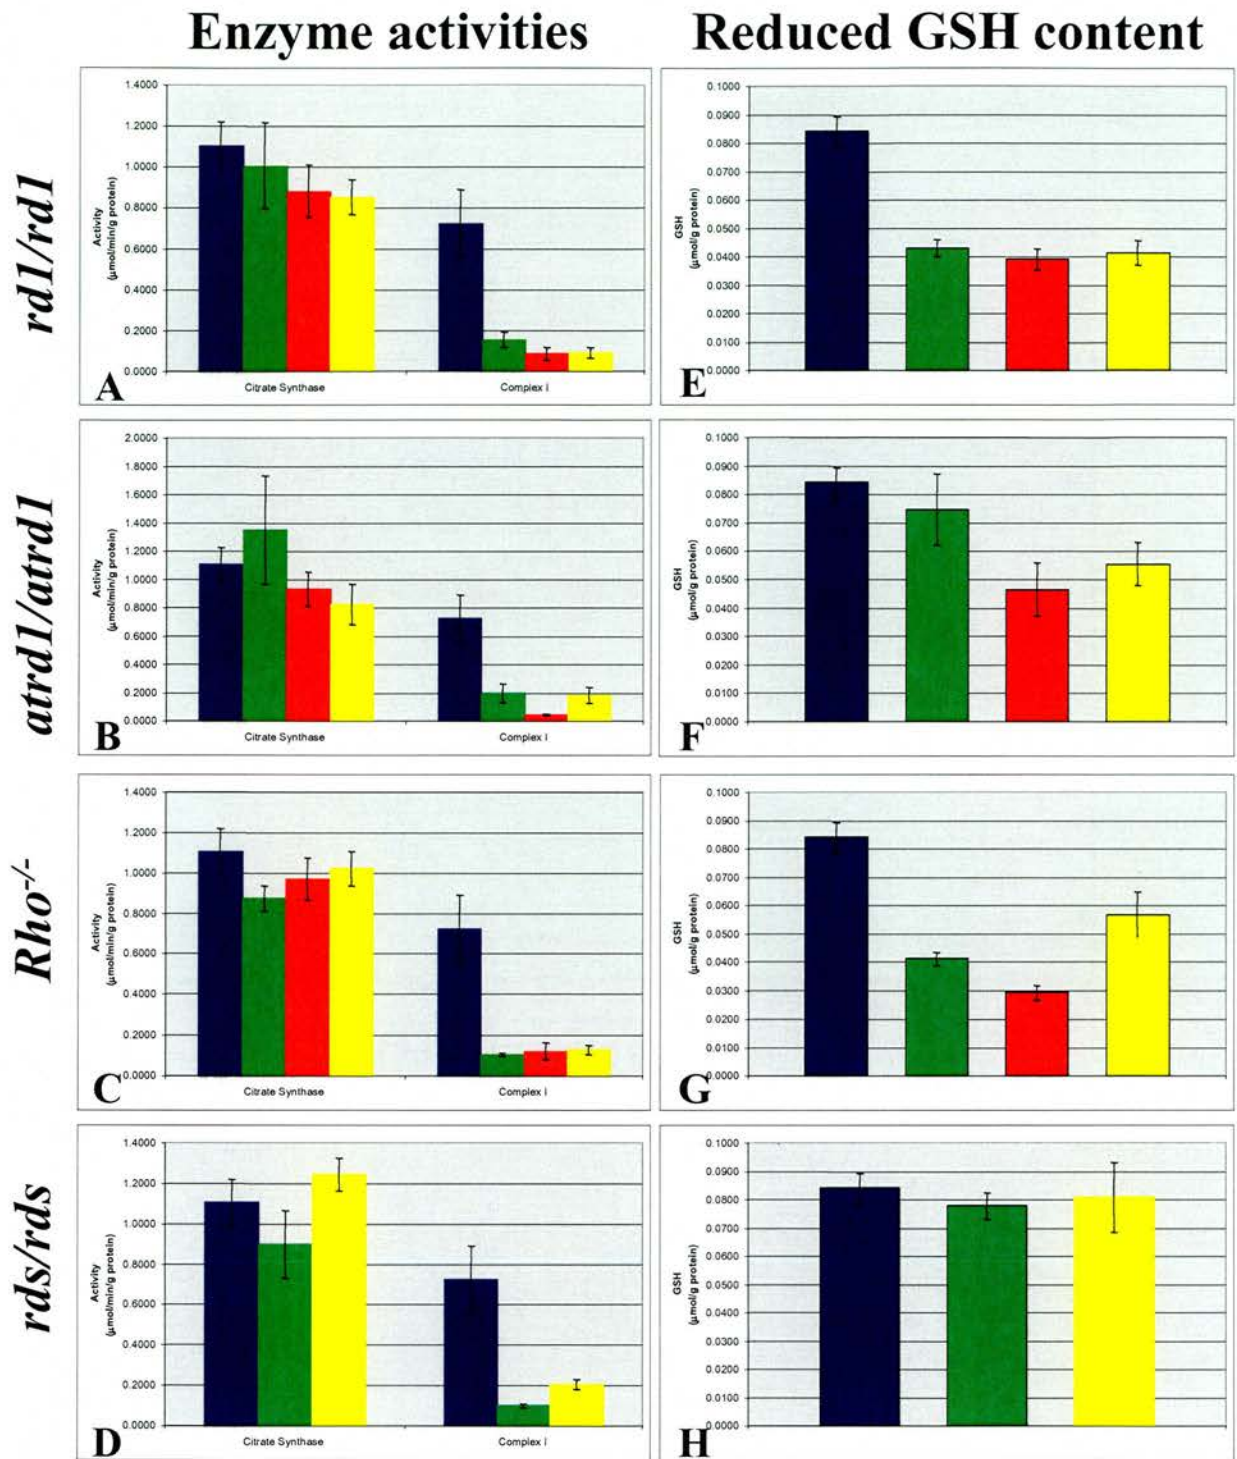 Enzyme activities
Reduced GSH content
rd1/rd1
Activity
(μmol/min/g protein)
1.4000
1.2000
1.0000
0.8000
0.6000
0.4000
0.2000
0.0000
Citrate Synthase
Complex I
A
GSH
(μmol/g protein)
0.1000
0.0900
0.0800
0.0700
0.0600
0.0500
0.0400
0.0300
0.0200
0.0100
0.0000
E
atrd1/atrd1
Activity
(μmol/min/g protein)
2.0000
1.8000
1.6000
1.4000
1.2000
1.0000
0.8000
0.6000
0.4000
0.2000
0.0000
Citrate Synthase
Complex I
B
GSH
(μmol/g protein)
0.1000
0.0900
0.0800
0.0700
0.0600
0.0500
0.0400
0.0300
0.0200
0.0100
0.0000
F
Rho-/-
Activity
(μmol/min/g protein)
1.4000
1.2000
1.0000
0.8000
0.6000
0.4000
0.2000
0.0000
Citrate Synthase
Complex I
C
GSH
(μmol/g protein)
0.1000
0.0900
0.0800
0.0700
0.0600
0.0500
0.0400
0.0300
0.0200
0.0100
0.0000
G
rds/rds
Activity
(μmol/min/g protein)
1.4000
1.2000
1.0000
0.8000
0.6000
0.4000
0.2000
0.0000
Citrate Synthase
Complex I
D
GSH
(μmol/g protein)
0.1000
0.0900
0.0800
0.0700
0.0600
0.0500
0.0400
0.0300
0.0200
0.0100
0.0000
H